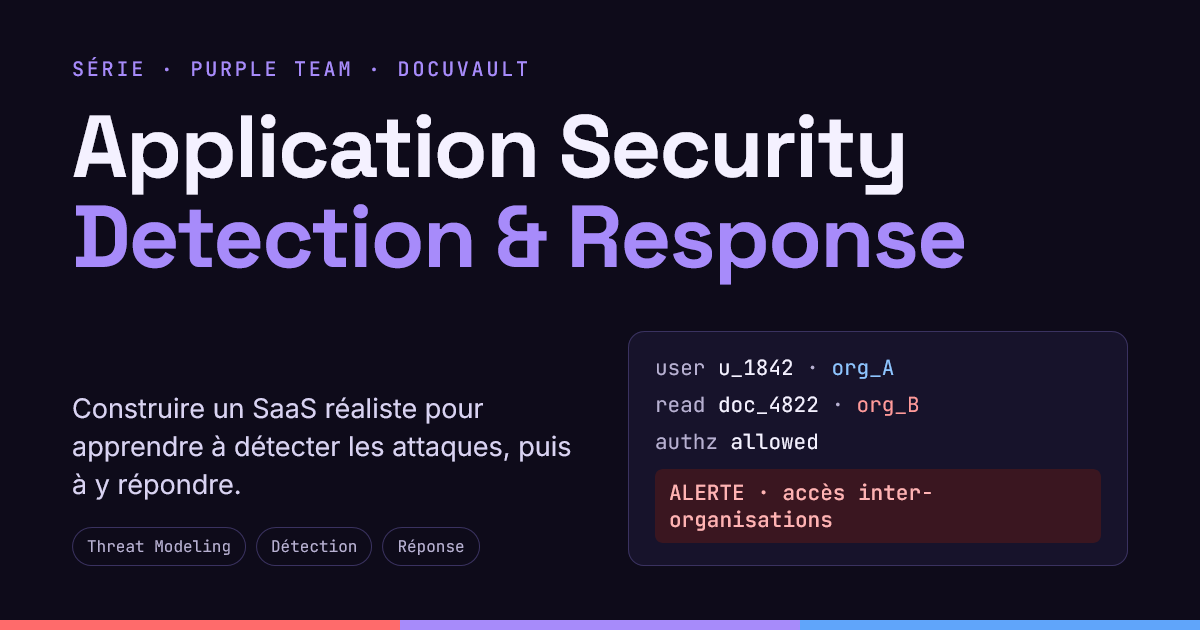 SÉRIE · PURPLE TEAM · DOCUVAULT
Application Security
Detection & Response
Construire un SaaS réaliste pour
apprendre à détecter les attaques, puis
à y répondre.
Threat Modeling
Détection
Réponse
user u_1842 · org_A
read doc_4822 · org_B
authz allowed
ALERTE · accès inter-
organisations